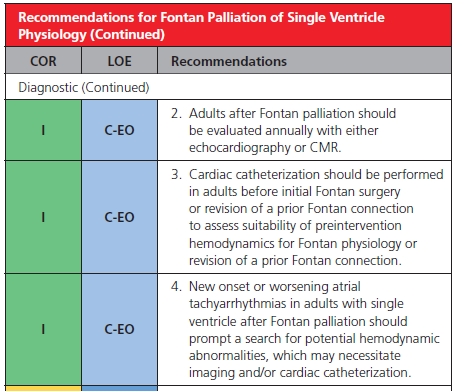 Recommendations for Fontan Palliation of Single Ventricle
Physiology (Continued)
COR LOE Recommendations
Diagnostic (Continued)
I C-EO 2. Adults after Fontan palliation should
be evaluated annually with either
echocardiography or CMR.
I C-EO 3. Cardiac catheterization should be performed
in adults before initial Fontan surgery
or revision of a prior Fontan connection
to assess suitability of preintervention
hemodynamics for Fontan physiology or
revision of a prior Fontan connection.
I C-EO 4. New onset or worsening atrial
tachyarrhythmias in adults with single
ventricle after Fontan palliation should
prompt a search for potential hemodynamic
abnormalities, which may necessitate
imaging and/or cardiac catheterization.